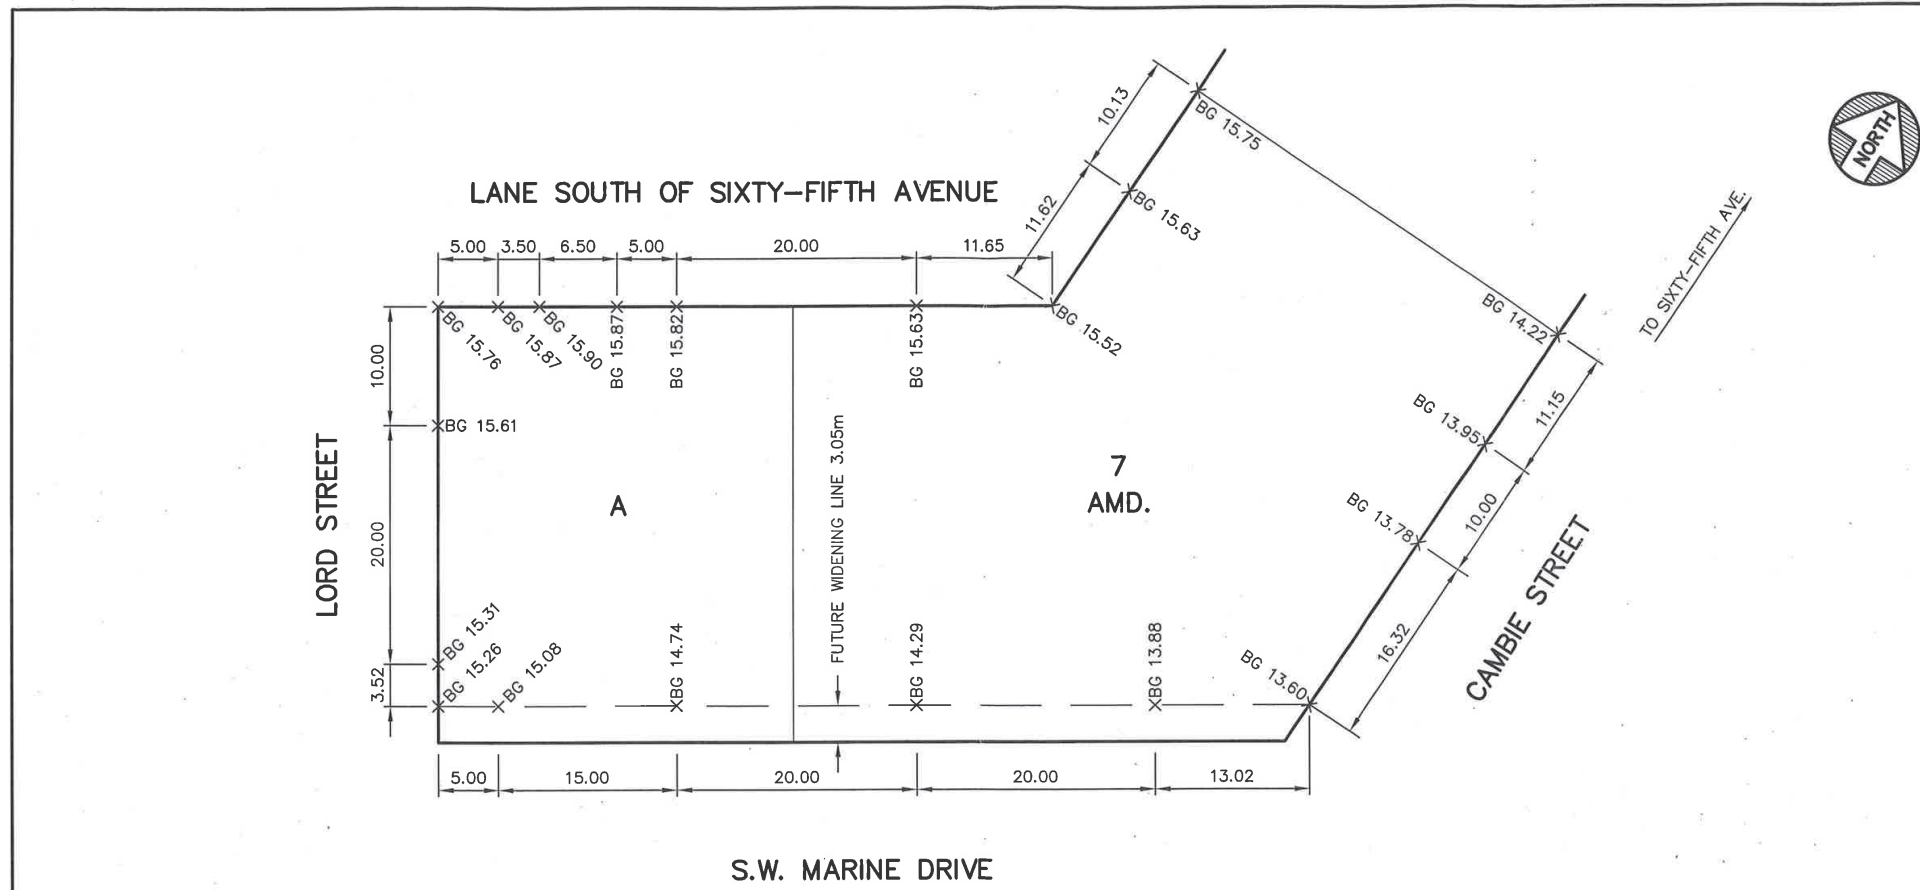 NORTH
10.13
BG 15.75
LANE SOUTH OF SIXTY-FIFTH AVENUE
11.62
BG 15.63
TO SIXTY-FIFTH AVE.
5.00 3.50 6.50 5.00 20.00 11.65
BG 15.76
BG 15.87
BG 15.90
BG 15.87
BG 15.82
BG 15.63
BG 15.52
BG 14.22
10.00
11.15
BG 15.61
BG 13.95
LORD STREET
20.00
A
FUTURE WIDENING LINE 3.05m
7
AMD.
BG 13.78
10.00
CAMBIE STREET
BG 15.31
BG 15.26
BG 15.08
BG 14.74
BG 14.29
BG 13.88
BG 13.60
16.32
3.52
5.00 15.00 20.00 20.00 13.02
S.W. MARINE DRIVE